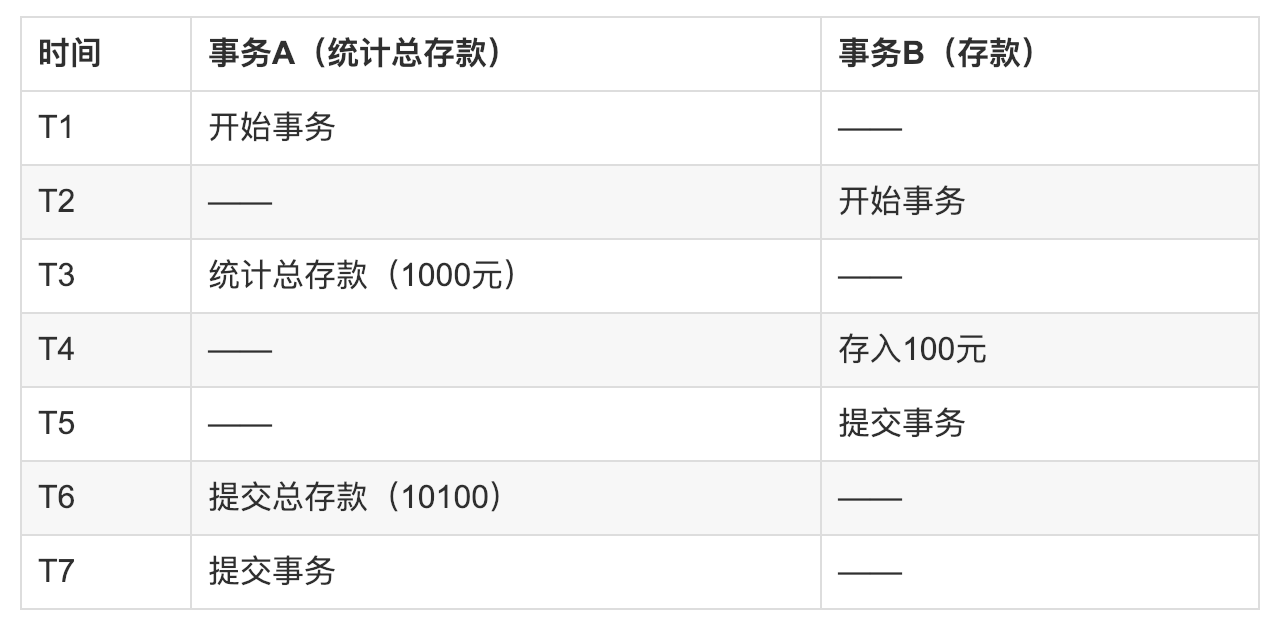 时间 事务A（统计总存款） 事务B（存款）
T1 开始事务 ——
T2 —— 开始事务
T3 统计总存款（1000元） ——
T4 —— 存入100元
T5 —— 提交事务
T6 提交总存款（10100） ——
T7 提交事务 ——